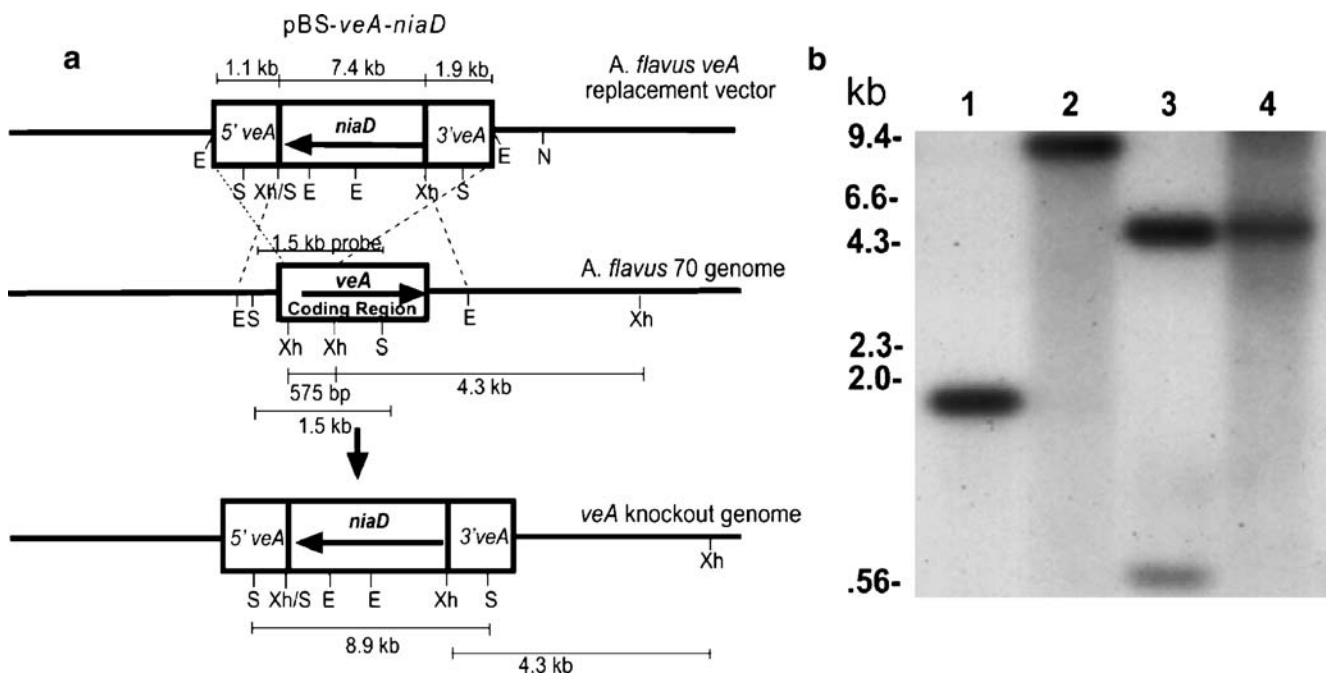 pBS-veA-niaD
a
1.1 kb 7.4 kb 1.9 kb
A. flavus veA
replacement vector
5' veA niaD 3'veA
E E N
S Xh/S E E Xh S
1.5 kb probe
A. flavus 70 genome
veA
Coding Region
E S E Xh
Xh Xh S
575 bp 4.3 kb
1.5 kb
veA knockout genome
5' veA niaD 3'veA
Xh
S Xh/S E E Xh S
8.9 kb
4.3 kb
b
kb 1 2 3 4
9.4-
6.6-
4.3-
2.3-
2.0-
.56-